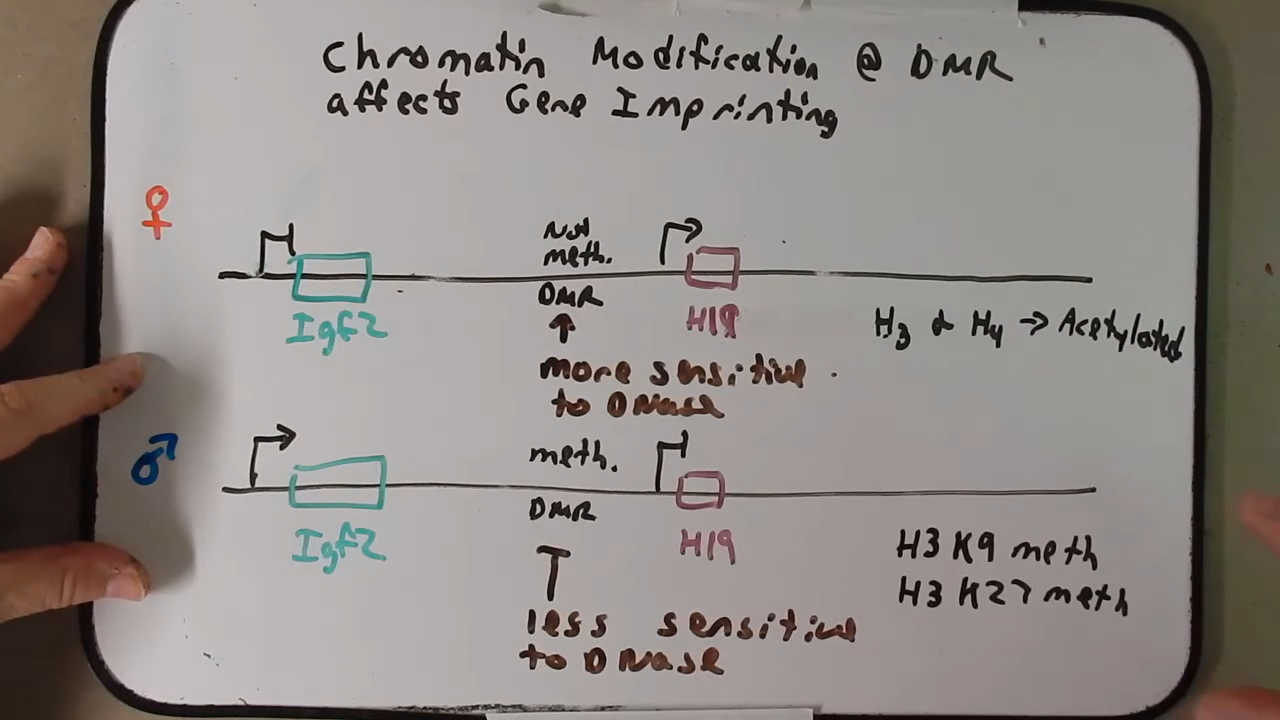 Chromatin Modification @ DMR
affects Gene Imprinting
♀
Not
meth.
DMR
Igf2
H19
H3 & H4 → Acetylated
more sensitive
to DNase
♂
meth.
DMR
Igf2
H19
H3 K9 meth
H3 K27 meth
less sensitive
to DNase